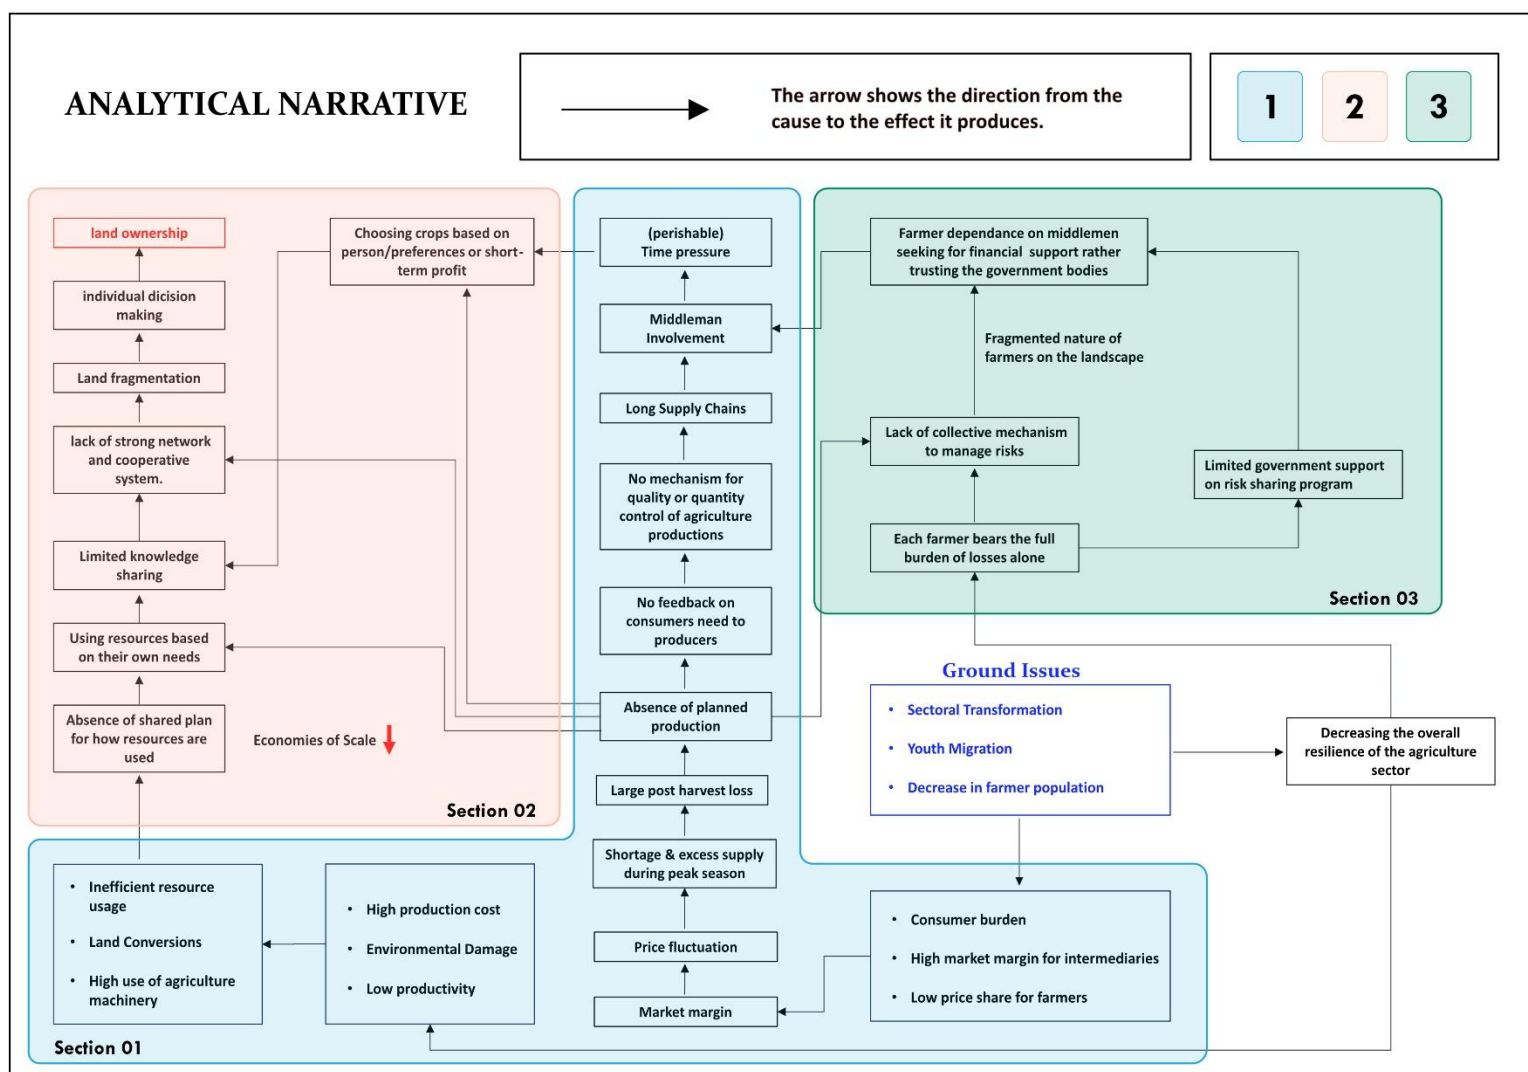 ANALYTICAL NARRATIVE
The arrow shows the direction from the
cause to the effect it produces.
1
2
3
land ownership
individual dicision
making
Land fragmentation
lack of strong network
and cooperative
system.
Limited knowledge
sharing
Using resources based
on their own needs
Absence of shared plan
for how resources are
used
Choosing crops based on
person/preferences or short-
term profit
Economies of Scale
Section 02
(perishable)
Time pressure
Middleman
Involvement
Long Supply Chains
No mechanism for
quality or quantity
control of agriculture
productions
No feedback on
consumers need to
producers
Absence of planned
production
Large post harvest loss
Shortage & excess supply
during peak season
Price fluctuation
Market margin
Farmer dependance on middlemen
seeking for financial support rather
trusting the government bodies
Fragmented nature of
farmers on the landscape
Lack of collective mechanism
to manage risks
Limited government support
on risk sharing program
Each farmer bears the full
burden of losses alone
Section 03
Ground Issues
• Sectoral Transformation
• Youth Migration
• Decrease in farmer population
Decreasing the overall
resilience of the agriculture
sector
• Inefficient resource
usage
• Land Conversions
• High use of agriculture
machinery
• High production cost
• Environmental Damage
• Low productivity
• Consumer burden
• High market margin for intermediaries
• Low price share for farmers
Section 01